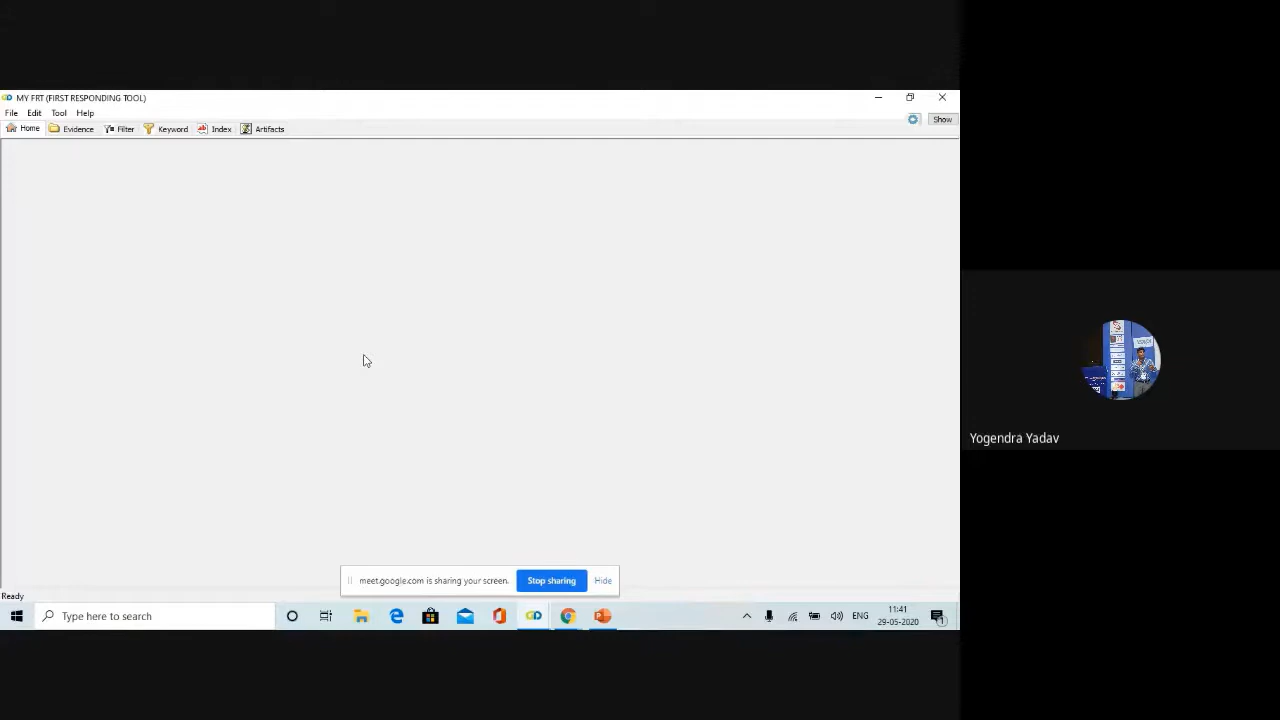 MY FRT (FIRST RESPONDING TOOL)
File Edit Tool Help
Home Evidence Filter Keyword Index Artifacts
Show
Yogendra Yadav
meet.google.com is sharing your screen. Stop sharing Hide
Ready
Type here to search
ENG
11:41
29-05-2020
1